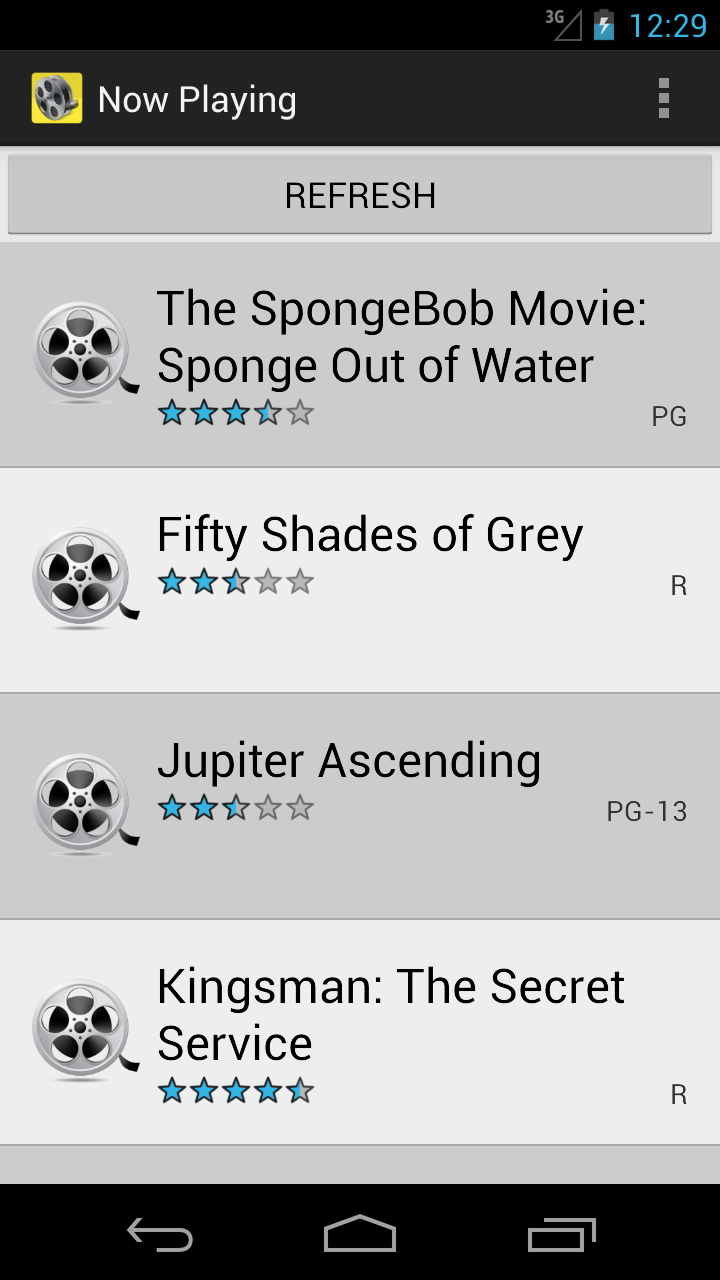 3G
12:29
Now Playing
REFRESH
The SpongeBob Movie:
Sponge Out of Water
PG
Fifty Shades of Grey
R
Jupiter Ascending
PG-13
Kingsman: The Secret
Service
R